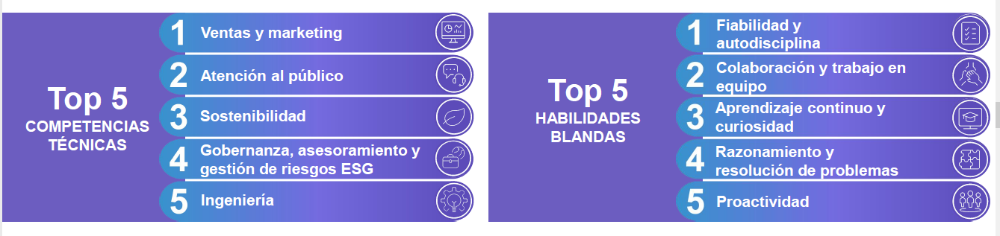 Top 5
COMPETENCIAS
TÉCNICAS
1 Ventas y marketing
2 Atención al público
3 Sostenibilidad
4 Gobernanza, asesoramiento y
gestión de riesgos ESG
5 Ingeniería
Top 5
HABILIDADES
BLANDAS
1 Fiabilidad y
autodisciplina
2 Colaboración y trabajo en
equipo
3 Aprendizaje continuo y
curiosidad
4 Razonamiento y
resolución de problemas
5 Proactividad